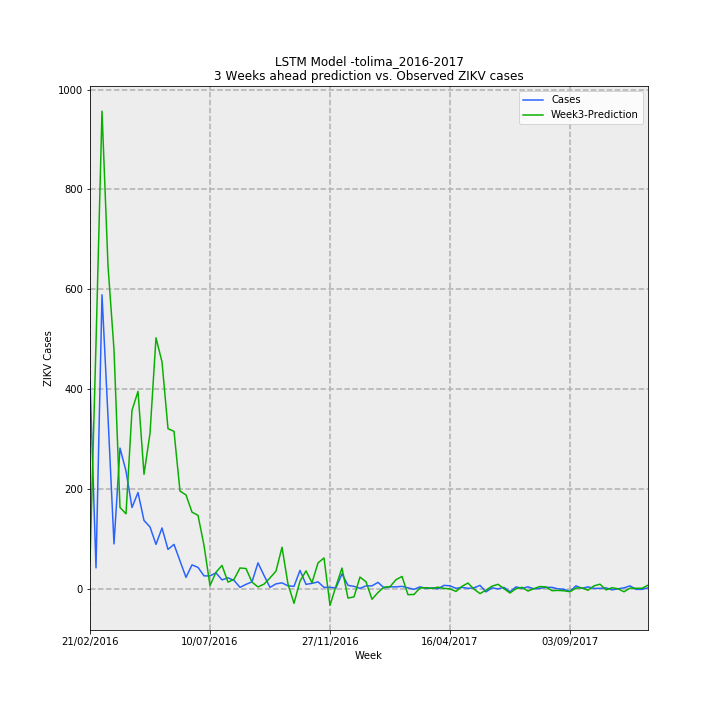 LSTM Model -tolima_2016-2017
3 Weeks ahead prediction vs. Observed ZIKV cases
Cases
Week3-Prediction
1000
800
600
400
200
0
ZIKV Cases
21/02/2016
10/07/2016
27/11/2016
16/04/2017
03/09/2017
Week